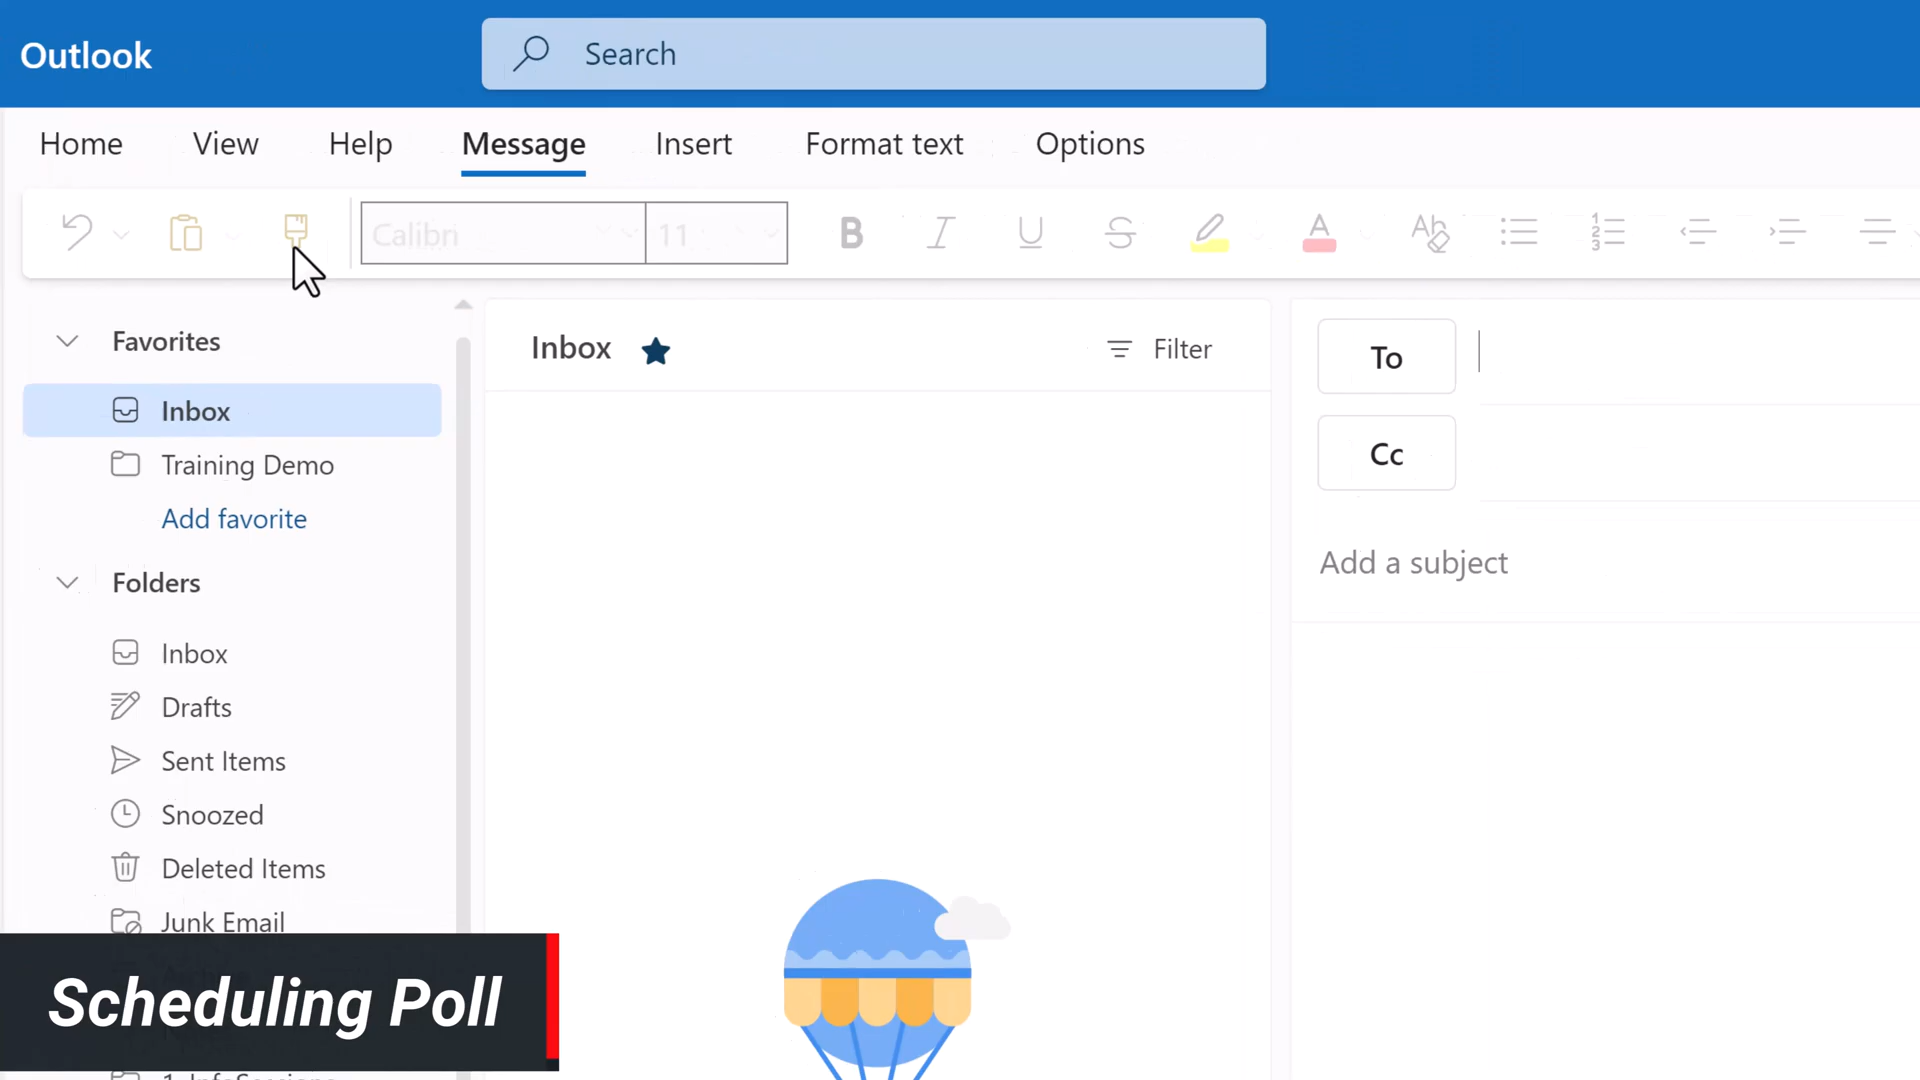 Outlook
Search
Home View Help Message Insert Format text Options
Calibri 11
Favorites
Inbox
Training Demo
Add favorite
Folders
Inbox
Drafts
Sent Items
Snoozed
Deleted Items
Junk Email
Inbox Filter
To
Cc
Add a subject
Scheduling Poll